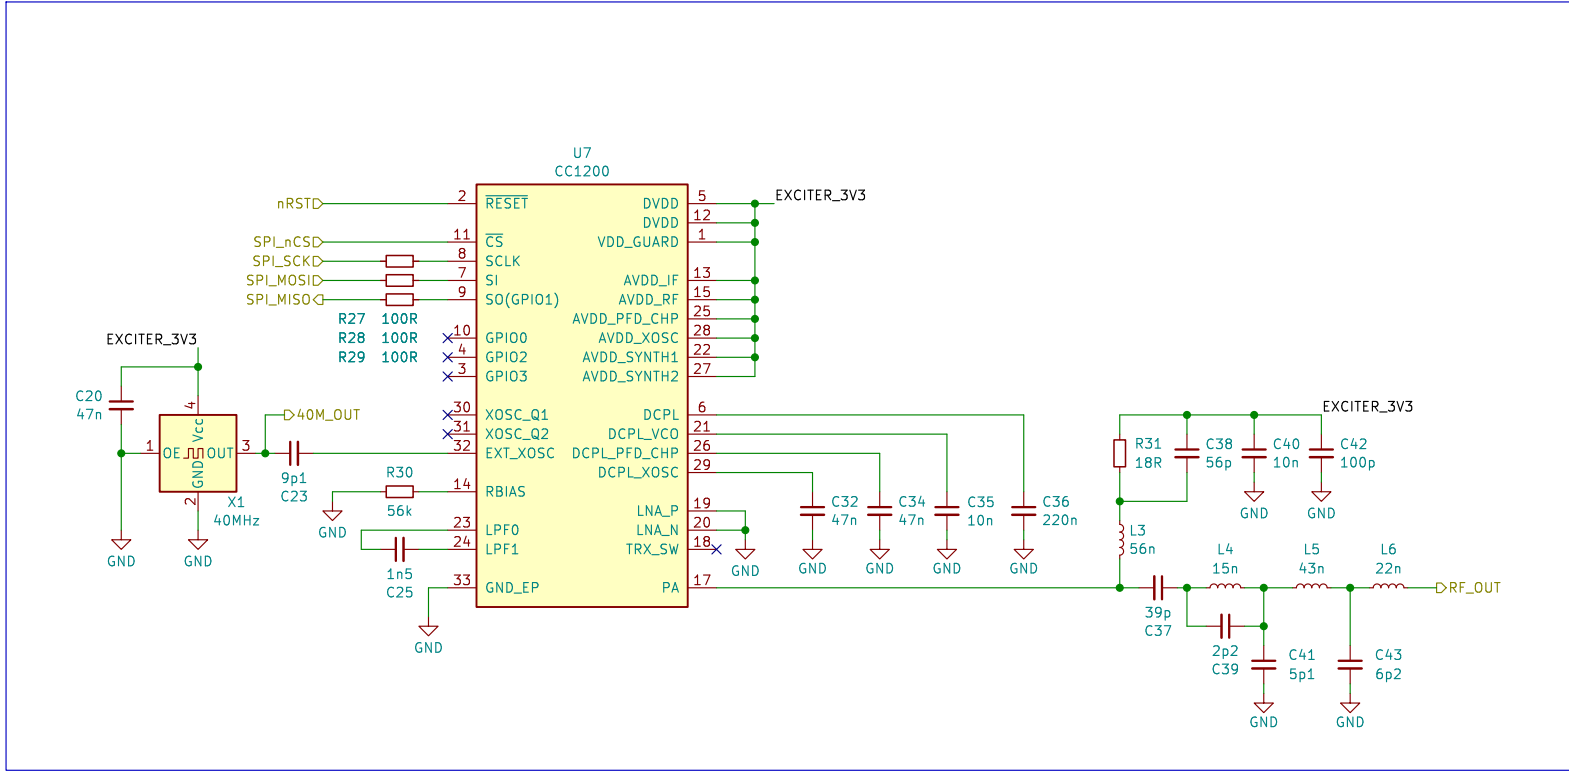 U7
CC1200
nRST
2
RESET
DVDD
5
EXCITER_3V3
DVDD
12
SPI_nCS
11
CS
VDD_GUARD
1
SPI_SCK
8
SCLK
SPI_MOSI
7
SI
AVDD_IF
13
SPI_MISO
9
SO(GPIO1)
AVDD_RF
15
R27 100R
AVDD_PFD_CHP
25
R28 100R
10
GPIO0
AVDD_XOSC
28
R29 100R
4
GPIO2
AVDD_SYNTH1
22
3
GPIO3
AVDD_SYNTH2
27
EXCITER_3V3
C20
47n
4
Vcc
1
OE
OUT
3
GND
2
X1
40MHz
GND
GND
40M_OUT
9p1
C23
30
XOSC_Q1
31
XOSC_Q2
32
EXT_XOSC
R30
56k
GND
14
RBIAS
23
LPF0
24
LPF1
1n5
C25
33
GND_EP
GND
DCPL
6
DCPL_VCO
21
DCPL_PFD_CHP
26
DCPL_XOSC
29
LNA_P
19
LNA_N
20
TRX_SW
18
PA
17
GND
C32
47n
GND
C34
47n
GND
C35
10n
GND
C36
220n
GND
EXCITER_3V3
R31
18R
C38
56p
C40
10n
C42
100p
GND
GND
L3
56n
39p
C37
L4
15n
2p2
C39
L5
43n
L6
22n
RF_OUT
C41
5p1
GND
C43
6p2
GND